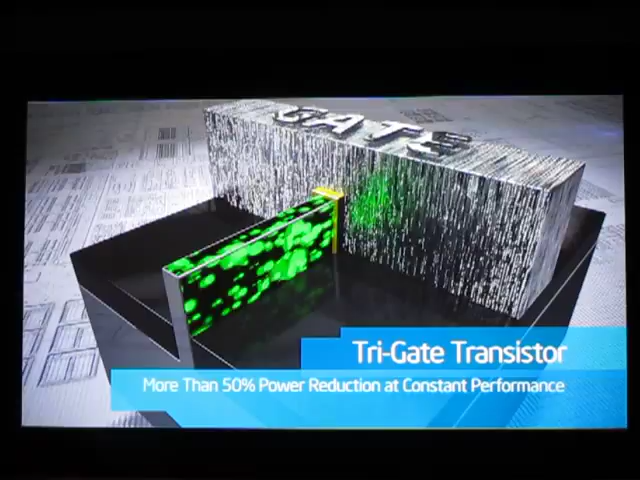 GATE
Tri-Gate Transistor
More Than 50% Power Reduction at Constant Performance